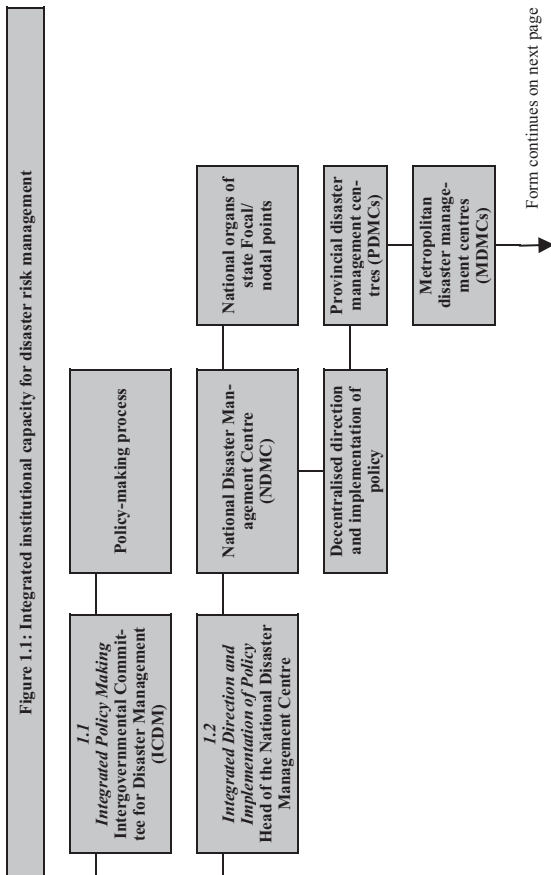 Figure 1.1: Integrated institutional capacity for disaster risk management
1.1
Integrated Policy Making
Intergovernmental Commit-
tee for Disaster Management
(ICDM)
Policy-making process
1.2
Integrated Direction and
Implementation of Policy
Head of the National Disaster
Management Centre
National Disaster Man-
agement Centre
(NDMC)
National organs of
state Focal/
nodal points
Decentralised direction
and implementation of
policy
Provincial disaster
management cen-
tres (PDMCs)
Metropolitan
disaster manage-
ment centres
(MDMCs)
Form continues on next page